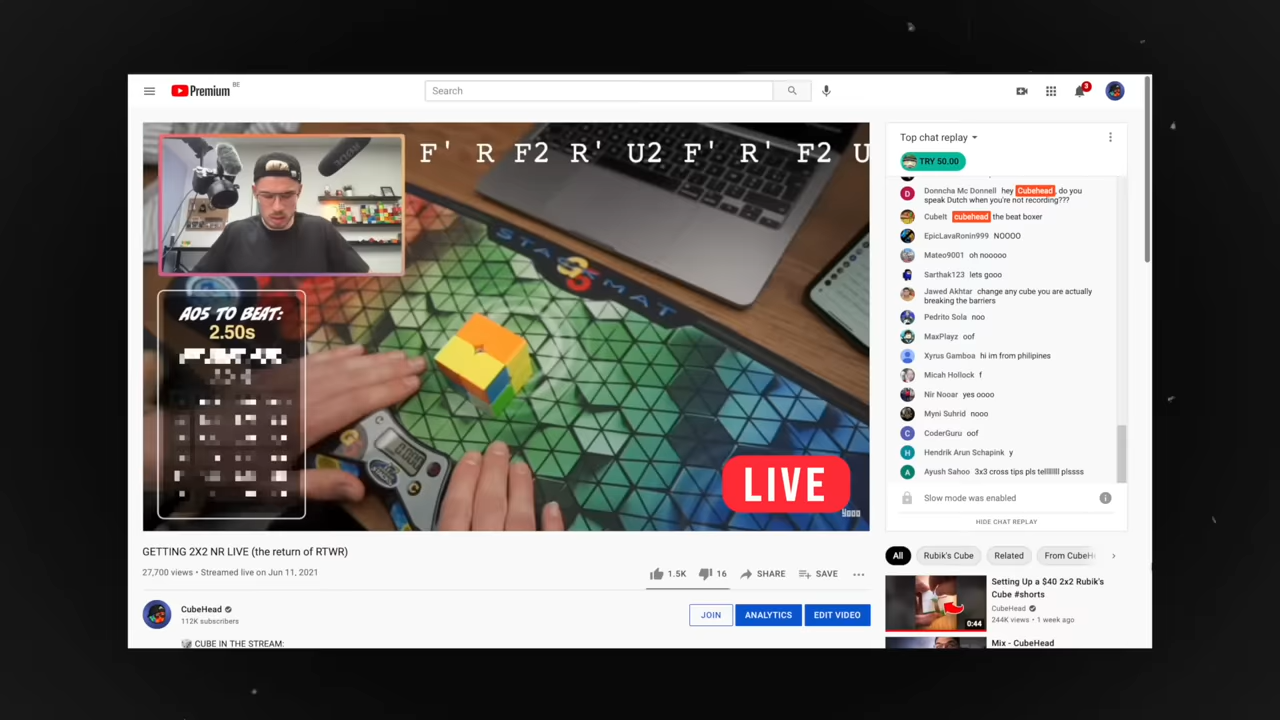 Premium BE
Search
3
F' R F2 R' U2 F' R' F2 U
STACKMAT
AO5 TO BEAT:
2.50s
LIVE
Top chat replay
TRY 50.00
Donncha Mc Donnell hey Cubehead, do you
speak Dutch when you're not recording???
CubeIt cubehead the beat boxer
EpicLavaRonin999 NOOOO
Mateo9001 oh nooooo
Sarthak123 lets gooo
Jawed Akhtar change any cube you are actually
breaking the barriers
Pedrito Sola noo
MaxPlayz oof
Xyrus Gamboa hi im from philipines
Micah Hollock f
Nir Nooar yes oooo
Myni Suhrid nooo
CoderGuru oof
Hendrik Arun Schapink y
Ayush Sahoo 3x3 cross tips pls tellllllll plssss
Slow mode was enabled
HIDE CHAT REPLAY
GETTING 2X2 NR LIVE (the return of RTWR)
27,700 views • Streamed live on Jun 11, 2021
1.5K 16 SHARE SAVE
CubeHead
112K subscribers
JOIN ANALYTICS EDIT VIDEO
CUBE IN THE STREAM:
All Rubik's Cube Related From CubeHe
Setting Up a $40 2x2 Rubik's
Cube #shorts
CubeHead
244K views • 1 week ago
0:44
Mix - CubeHead